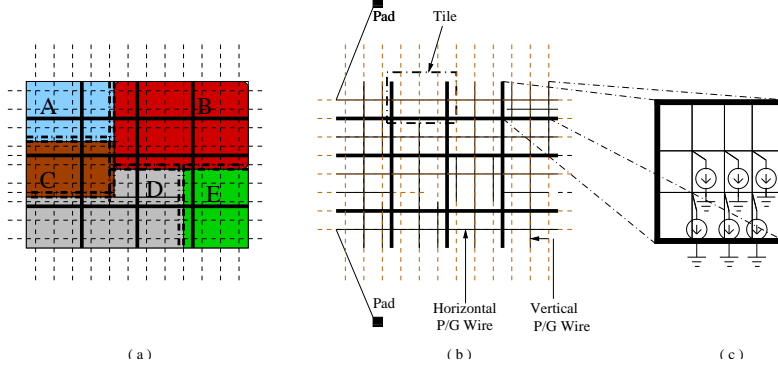 Pad
Tile
A
B
C
D
E
Pad
Horizontal
P/G Wire
Vertical
P/G Wire
( a )
( b )
( c )